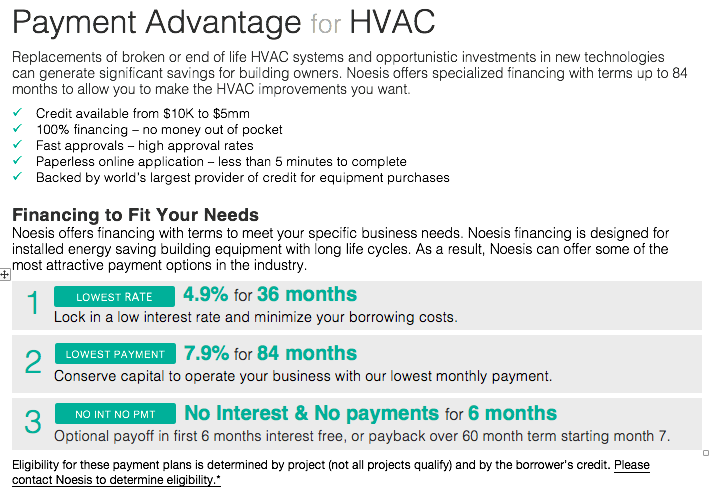 Payment Advantage for HVAC
Replacements of broken or end of life HVAC systems and opportunistic investments in new technologies
can generate significant savings for building owners. Noesis offers specialized financing with terms up to 84
months to allow you to make the HVAC improvements you want.
✓ Credit available from $10K to $5mm
✓ 100% financing – no money out of pocket
✓ Fast approvals – high approval rates
✓ Paperless online application – less than 5 minutes to complete
✓ Backed by world's largest provider of credit for equipment purchases
Financing to Fit Your Needs
Noesis offers financing with terms to meet your specific business needs. Noesis financing is designed for
installed energy saving building equipment with long life cycles. As a result, Noesis can offer some of the
most attractive payment options in the industry.
1 LOWEST RATE 4.9% for 36 months
Lock in a low interest rate and minimize your borrowing costs.
2 LOWEST PAYMENT 7.9% for 84 months
Conserve capital to operate your business with our lowest monthly payment.
3 NO INT NO PMT No Interest & No payments for 6 months
Optional payoff in first 6 months interest free, or payback over 60 month term starting month 7.
Eligibility for these payment plans is determined by project (not all projects qualify) and by the borrower's credit. Please
contact Noesis to determine eligibility.*